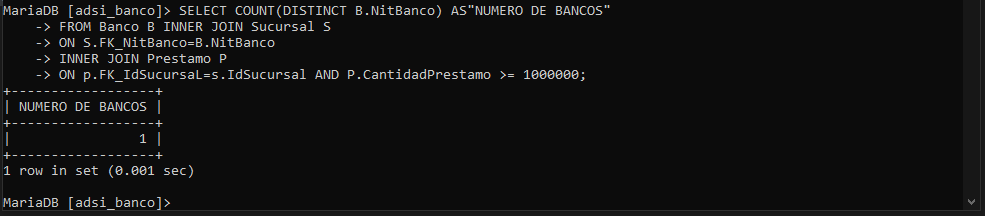 MariaDB [adsi_banco]> SELECT COUNT(DISTINCT B.NitBanco) AS"NUMERO DE BANCOS"
    -> FROM Banco B INNER JOIN Sucursal S
    -> ON S.FK_NitBanco=B.NitBanco
    -> INNER JOIN Prestamo P
    -> ON p.FK_IdSucursaL=s.IdSucursal AND P.CantidadPrestamo >= 1000000;
+------------------+
| NUMERO DE BANCOS |
+------------------+
|                1 |
+------------------+
1 row in set (0.001 sec)

MariaDB [adsi_banco]>